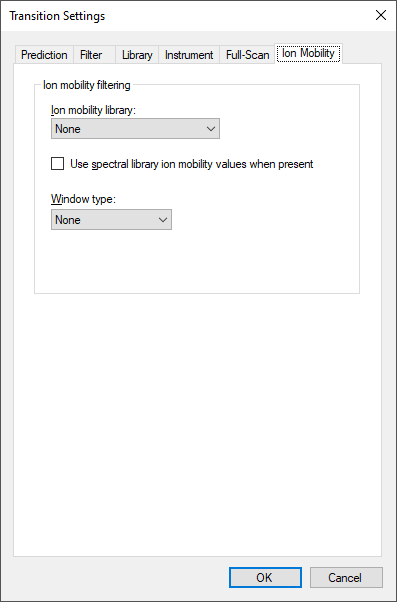 Transition Settings
Prediction Filter Library Instrument Full-Scan Ion Mobility
Ion mobility filtering
Ion mobility library:
None
Use spectral library ion mobility values when present
Window type:
None
OK Cancel